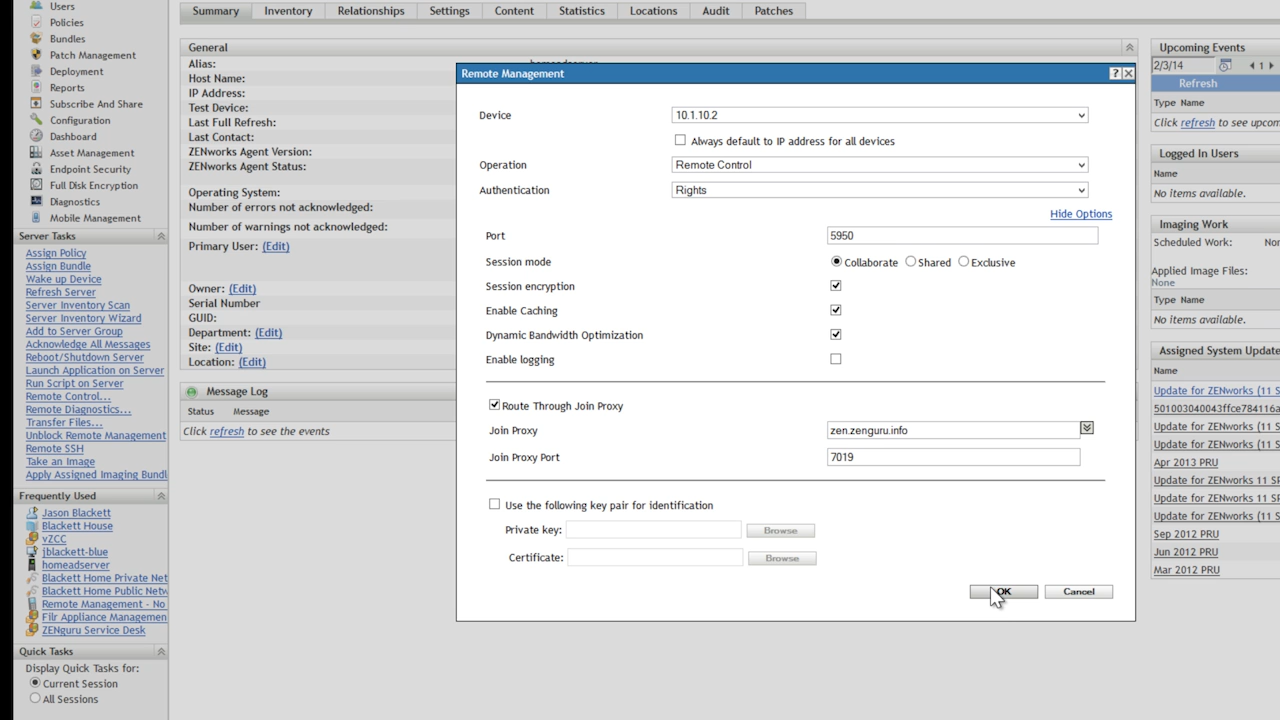 Users
Policies
Bundles
Patch Management
Deployment
Reports
Subscribe And Share
Configuration
Dashboard
Asset Management
Endpoint Security
Full Disk Encryption
Diagnostics
Mobile Management
Server Tasks
Assign Policy
Assign Bundle
Wake up Device
Refresh Server
Server Inventory Scan
Server Inventory Wizard
Add to Server Group
Acknowledge All Messages
Reboot/Shutdown Server
Launch Application on Server
Run Script on Server
Remote Control...
Remote Diagnostics...
Transfer Files...
Unblock Remote Management
Remote SSH
Take an Image
Apply Assigned Imaging Bundl
Frequently Used
Jason Blackett
Blackett House
vZCC
jblackett-blue
homeadserver
Blackett Home Private Net
Blackett Home Public Netw
Remote Management - No
Filr Appliance Managemen
ZENguru Service Desk
Quick Tasks
Display Quick Tasks for:
Current Session
All Sessions
Summary Inventory Relationships Settings Content Statistics Locations Audit Patches
General
Alias:
Host Name:
IP Address:
Test Device:
Last Full Refresh:
Last Contact:
ZENworks Agent Version:
ZENworks Agent Status:
Operating System:
Number of errors not acknowledged:
Number of warnings not acknowledged:
Primary User: (Edit)
Owner: (Edit)
Serial Number
GUID:
Department: (Edit)
Site: (Edit)
Location: (Edit)
Message Log
Status Message
Click refresh to see the events
Remote Management ?
Device 10.1.10.2
Always default to IP address for all devices
Operation Remote Control
Authentication Rights
Hide Options
Port 5950
Session mode Collaborate Shared Exclusive
Session encryption
Enable Caching
Dynamic Bandwidth Optimization
Enable logging
Route Through Join Proxy
Join Proxy zen.zenguru.info
Join Proxy Port 7019
Use the following key pair for identification
Private key: Browse
Certificate: Browse
OK Cancel
Upcoming Events
2/3/14 1
Refresh
Type Name
Click refresh to see upcom
Logged In Users
Name
No items available.
Imaging Work
Scheduled Work: Non
Applied Image Files:
None
Type Name
No items available.
Assigned System Update
Name
Update for ZENworks (11 S
501003040043ffce784116a
Update for ZENworks (11 S
Update for ZENworks (11 S
Apr 2013 PRU
Update for ZENworks 11 SP
Update for ZENworks 11 SP
Update for ZENworks (11 S
Sep 2012 PRU
Jun 2012 PRU
Mar 2012 PRU